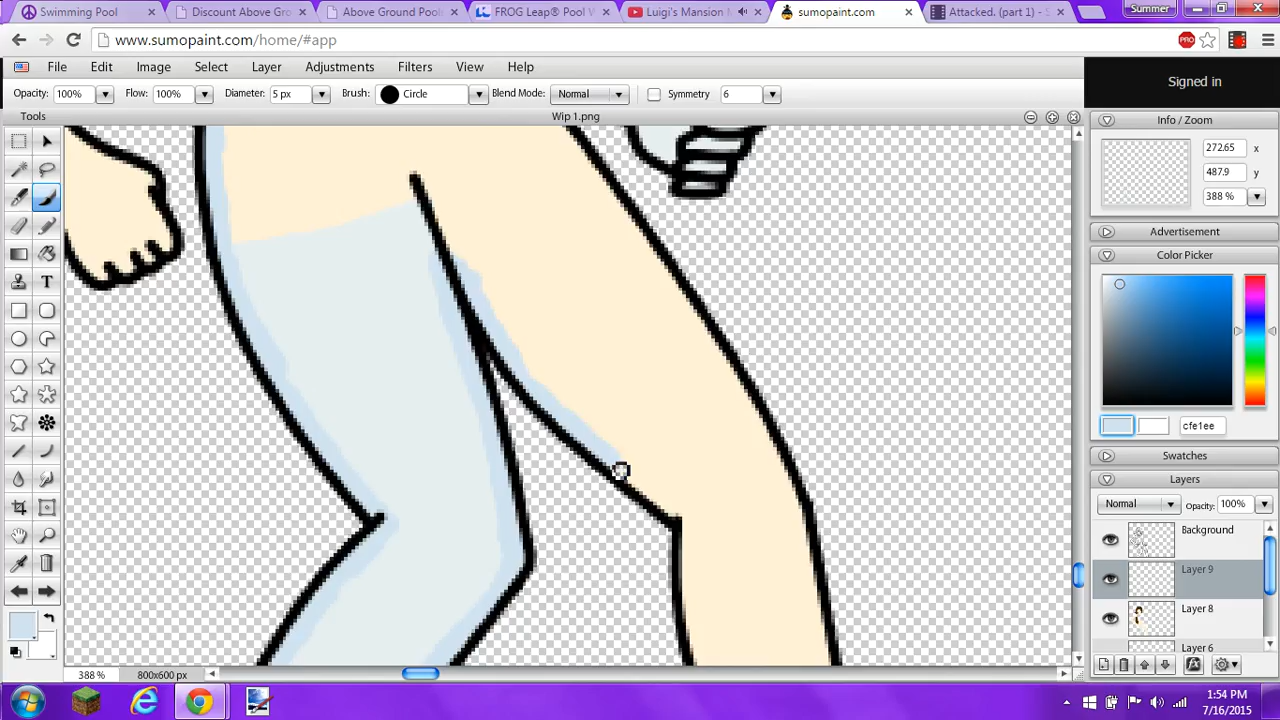 Swimming Pool
Discount Above Gro
Above Ground Pools
FROG Leap® Pool W
Luigi's Mansion M
sumopaint.com
Attacked. (part 1) - S
Summer
www.sumopaint.com/home/#app
PRO
File Edit Image Select Layer Adjustments Filters View Help
Signed in
Opacity: 100% Flow: 100% Diameter: 5 px Brush: Circle Blend Mode: Normal Symmetry 6
Tools
Wip 1.png
Info / Zoom
272.65 x
487.9 y
388 %
Advertisement
Color Picker
cfe1ee
Swatches
Layers
Normal Opacity: 100%
Background
Layer 9
Layer 8
Layer 6
388 % 800x600 px
1:54 PM
7/16/2015